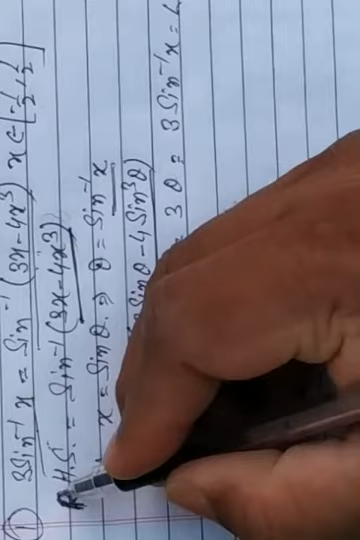 ① 3Sin⁻¹x = Sin⁻¹(3x-4x³) x ∈ [-1/2, 1/2]
R.H.S. = Sin⁻¹(3x-4x³)
x = Sinθ. ⇒ θ = Sin⁻¹x
Sinθ-4Sin³θ)
3θ = 3Sin⁻¹x =